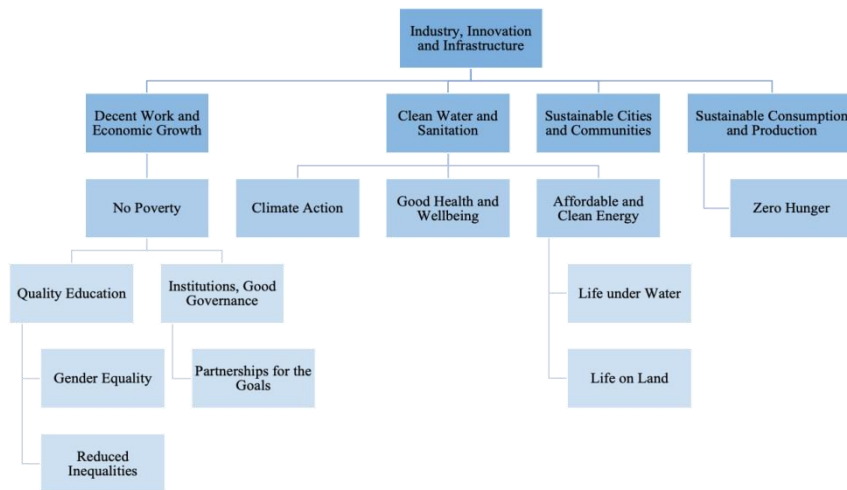 Industry, Innovation
and Infrastructure
Decent Work and
Economic Growth
Clean Water and
Sanitation
Sustainable Cities
and Communities
Sustainable Consumption
and Production
No Poverty
Climate Action
Good Health and
Wellbeing
Affordable and
Clean Energy
Zero Hunger
Quality Education
Institutions, Good
Governance
Life under Water
Gender Equality
Partnerships for the
Goals
Life on Land
Reduced
Inequalities